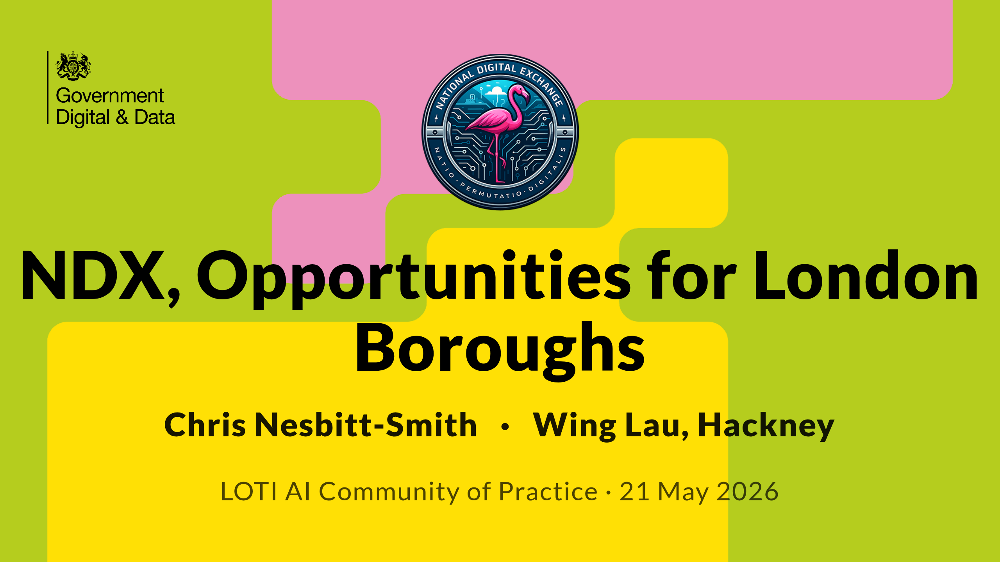 Government
Digital & Data
NATIONAL DIGITAL EXCHANGE
NATIO · PERMUTATIO · DIGITALIS
NDX, Opportunities for London
Boroughs
Chris Nesbitt-Smith · Wing Lau, Hackney
LOTI AI Community of Practice · 21 May 2026